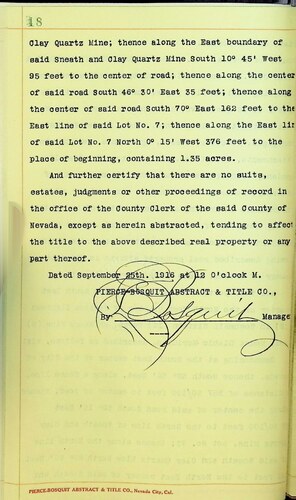 18
Clay Quartz Mine; thence along the East boundary of
said Sneath and Clay Quartz Mine South 10° 45' West
95 feet to the center of road; thence along the center
of said road South 46° 30' East 35 feet; thence along
the center of said road South 70° East 162 feet to the
East line of said Lot No. 7; thence along the East lin
of said Lot No. 7 North 0° 15' West 376 feet to the
place of beginning, containing 1.35 acres.
And further certify that there are no suits,
estates, judgments or other proceedings of record in
the office of the County Clerk of the said County of
Nevada, except as herein abstracted, tending to affect
the title to the above described real property or any
part thereof.
Dated September 25th. 1916 at 12 O'clock M.
PIERCE-BOSQUIT ABSTRACT & TITLE CO.,
By Bosquit Manage
PIERCE-BOSQUIT ABSTRACT & TITLE CO., Nevada City, Cal.